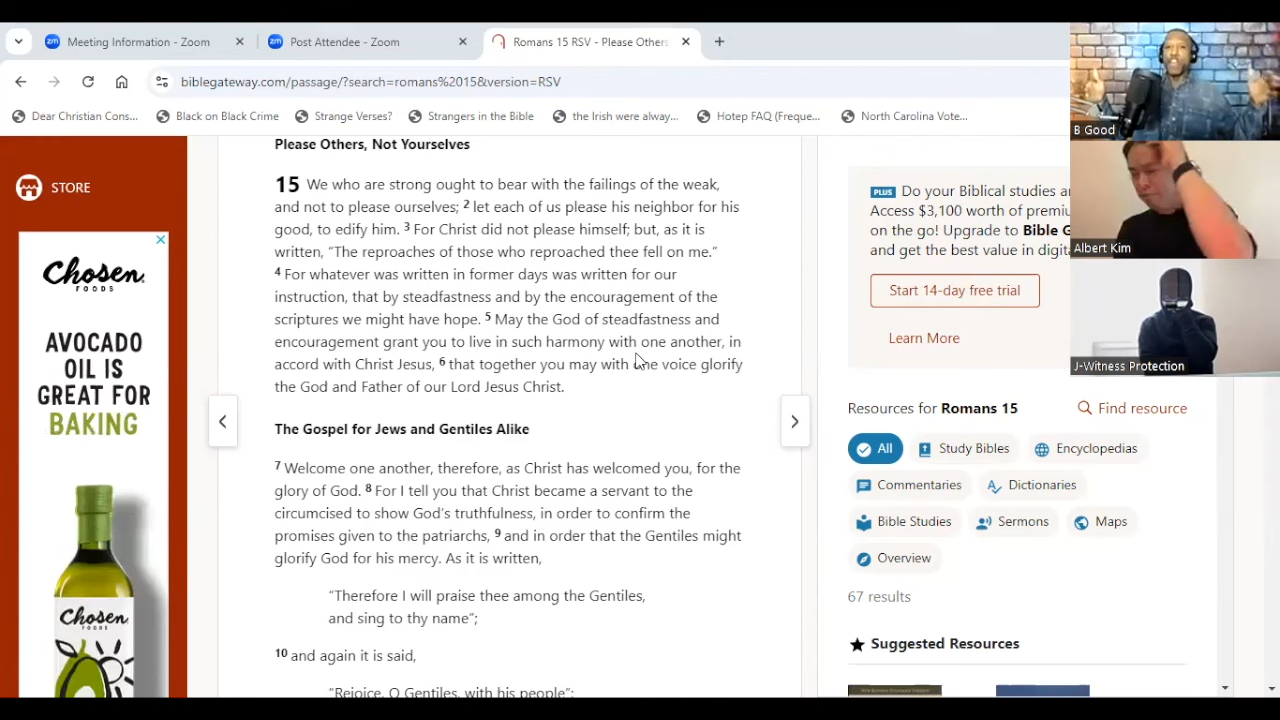 Meeting Information - Zoom
Post Attendee - Zoom
Romans 15 RSV - Please Others
biblegateway.com/passage/?search=romans%2015&version=RSV
Dear Christian Cons...
Black on Black Crime
Strange Verses?
Strangers in the Bible
the Irish were alway...
Hotep FAQ (Freque...
North Carolina Vote...
STORE
Chosen
FOODS
AVOCADO
OIL IS
GREAT FOR
BAKING
Chosen
FOODS
Please Others, Not Yourselves
15 We who are strong ought to bear with the failings of the weak,
and not to please ourselves; 2 let each of us please his neighbor for his
good, to edify him. 3 For Christ did not please himself; but, as it is
written, “The reproaches of those who reproached thee fell on me.”
4 For whatever was written in former days was written for our
instruction, that by steadfastness and by the encouragement of the
scriptures we might have hope. 5 May the God of steadfastness and
encouragement grant you to live in such harmony with one another, in
accord with Christ Jesus, 6 that together you may with one voice glorify
the God and Father of our Lord Jesus Christ.
The Gospel for Jews and Gentiles Alike
7 Welcome one another, therefore, as Christ has welcomed you, for the
glory of God. 8 For I tell you that Christ became a servant to the
circumcised to show God’s truthfulness, in order to confirm the
promises given to the patriarchs, 9 and in order that the Gentiles might
glorify God for his mercy. As it is written,
“Therefore I will praise thee among the Gentiles,
and sing to thy name”;
10 and again it is said,
“Rejoice, O Gentiles, with his people”;
PLUS Do your Biblical studies
Access $3,100 worth of
on the go! Upgrade to Bible
and get the best value in
Start 14-day free trial
Learn More
Resources for Romans 15
Find resource
All
Study Bibles
Encyclopedias
Commentaries
Dictionaries
Bible Studies
Sermons
Maps
Overview
67 results
Suggested Resources
B Good
Albert Kim
J-Witness Protection